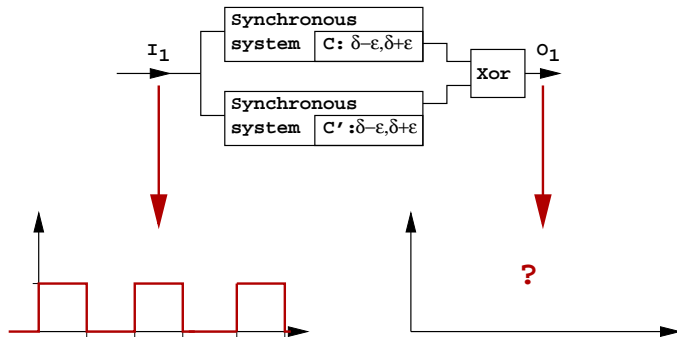 Synchronous
system C: δ−ε,δ+ε
I1
O1
Xor
Synchronous
system C':δ−ε,δ+ε
?